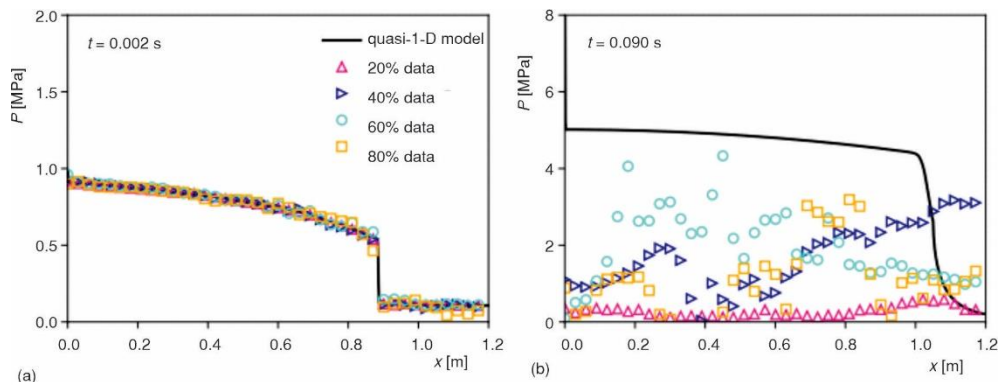 2.0
P [MPa]
t = 0.002 s
quasi-1-D model
20% data
1.5
40% data
60% data
80% data
1.0
0.5
0.0
0.0 0.2 0.4 0.6 0.8 1.0 1.2
x [m]
(a)
8
P [MPa]
t = 0.090 s
6
4
2
0
0.0 0.2 0.4 0.6 0.8 1.0 1.2
x [m]
(b)